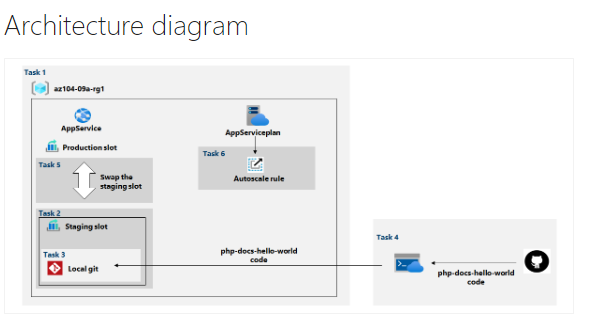 Architecture diagram
Task 1
az104-09a-rg1
AppService
Production slot
Task 5
Swap the
staging slot
Task 2
Staging slot
Task 3
Local git
AppServiceplan
Task 6
Autoscale rule
php-docs-hello-world
code
Task 4
php-docs-hello-world
code